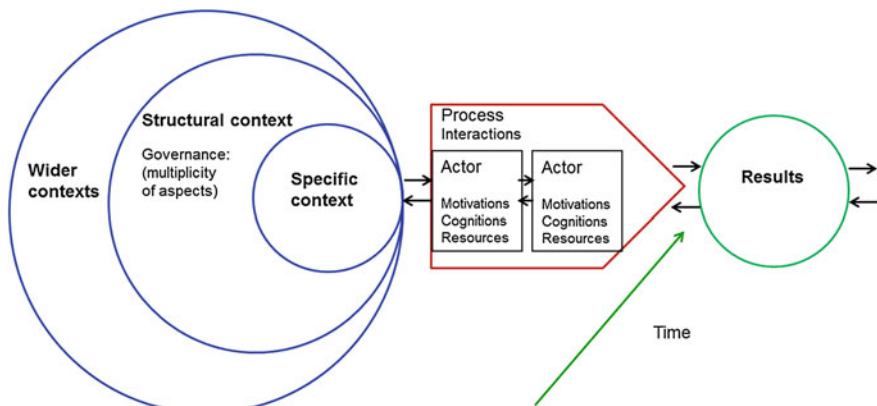 Wider
contexts
Structural context
Governance:
(multiplicity
of aspects)
Specific
context
Process
Interactions
Actor
Motivations
Cognitions
Resources
Actor
Motivations
Cognitions
Resources
Results
Time